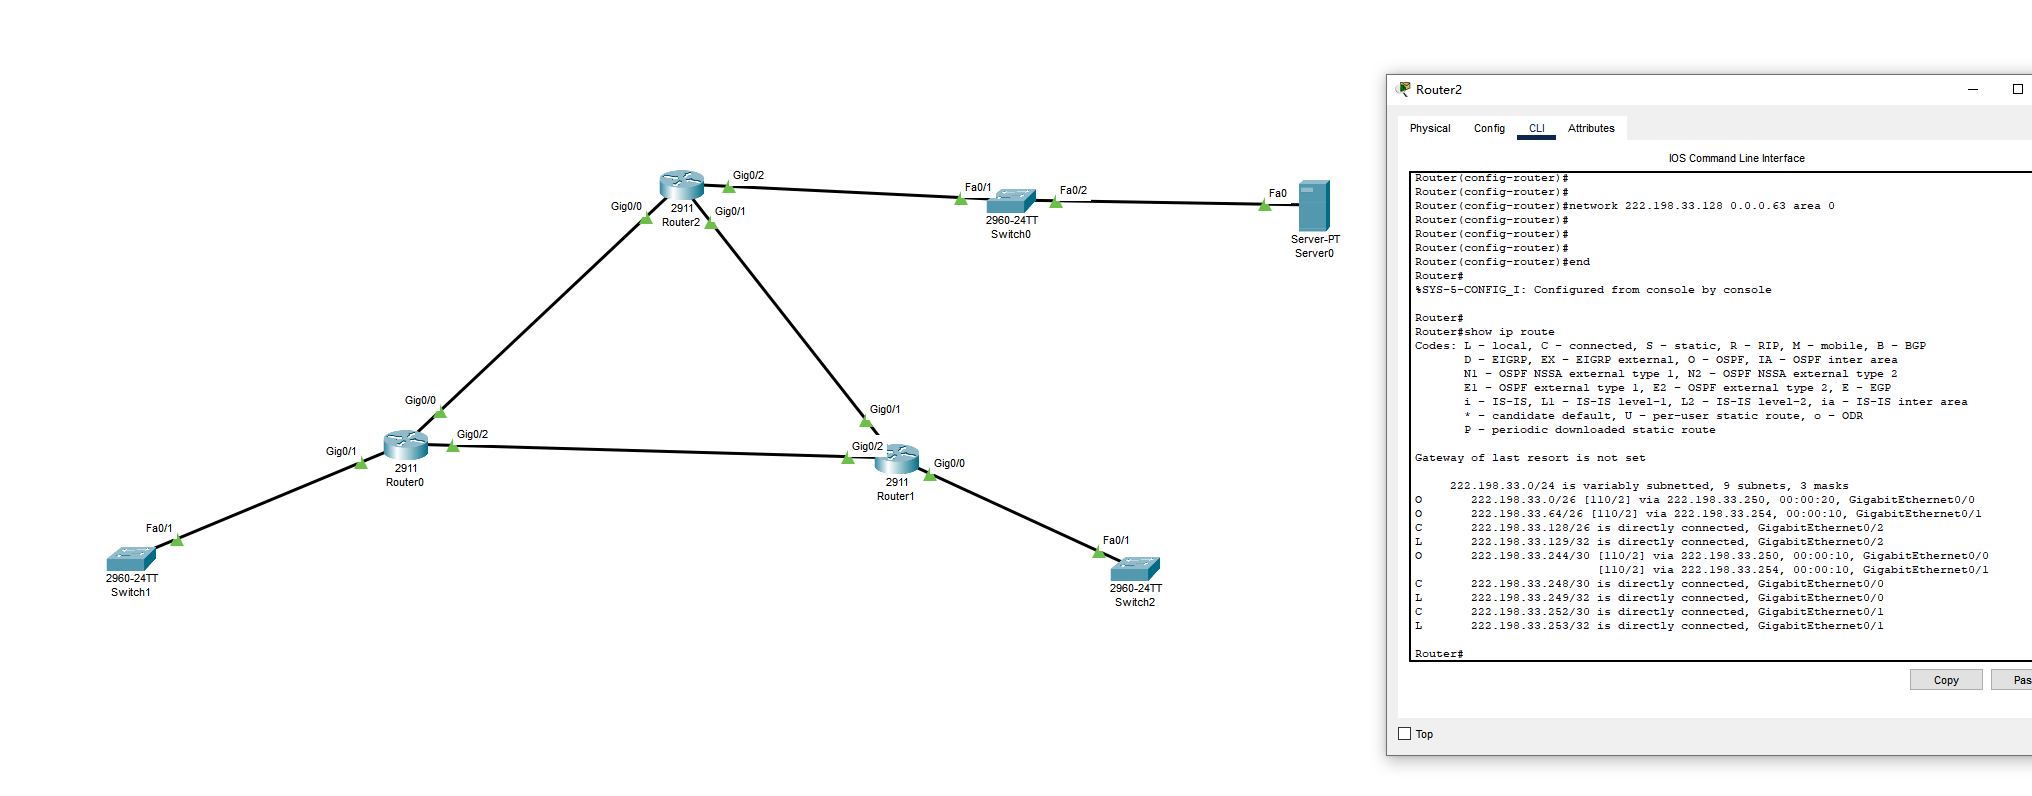 Gig0/2
Gig0/0
2911
Router2
Gig0/1
Fa0/1
Fa0/2
2960-24TT
Switch0
Fa0
Server-PT
Server0
Gig0/0
Gig0/1
Gig0/2
2911
Router0
Gig0/1
Gig0/2
Gig0/0
2911
Router1
Fa0/1
2960-24TT
Switch1
Fa0/1
2960-24TT
Switch2
Router2
Physical Config CLI Attributes
IOS Command Line Interface
Router(config-router)#
Router(config-router)#
Router(config-router)#network 222.198.33.128 0.0.0.63 area 0
Router(config-router)#
Router(config-router)#
Router(config-router)#
Router(config-router)#end
Router#
%SYS-5-CONFIG_I: Configured from console by console
Router#
Router#show ip route
Codes: L - local, C - connected, S - static, R - RIP, M - mobile, B - BGP
D - EIGRP, EX - EIGRP external, O - OSPF, IA - OSPF inter area
N1 - OSPF NSSA external type 1, N2 - OSPF NSSA external type 2
E1 - OSPF external type 1, E2 - OSPF external type 2, E - EGP
i - IS-IS, L1 - IS-IS level-1, L2 - IS-IS level-2, ia - IS-IS inter area
* - candidate default, U - per-user static route, o - ODR
P - periodic downloaded static route
Gateway of last resort is not set
222.198.33.0/24 is variably subnetted, 9 subnets, 3 masks
O 222.198.33.0/26 [110/2] via 222.198.33.250, 00:00:20, GigabitEthernet0/0
O 222.198.33.64/26 [110/2] via 222.198.33.254, 00:00:10, GigabitEthernet0/1
C 222.198.33.128/26 is directly connected, GigabitEthernet0/2
L 222.198.33.129/32 is directly connected, GigabitEthernet0/2
O 222.198.33.244/30 [110/2] via 222.198.33.250, 00:00:10, GigabitEthernet0/0
[110/2] via 222.198.33.254, 00:00:10, GigabitEthernet0/1
C 222.198.33.248/30 is directly connected, GigabitEthernet0/0
L 222.198.33.249/32 is directly connected, GigabitEthernet0/0
C 222.198.33.252/30 is directly connected, GigabitEthernet0/1
L 222.198.33.253/32 is directly connected, GigabitEthernet0/1
Router#
Copy Pas
Top